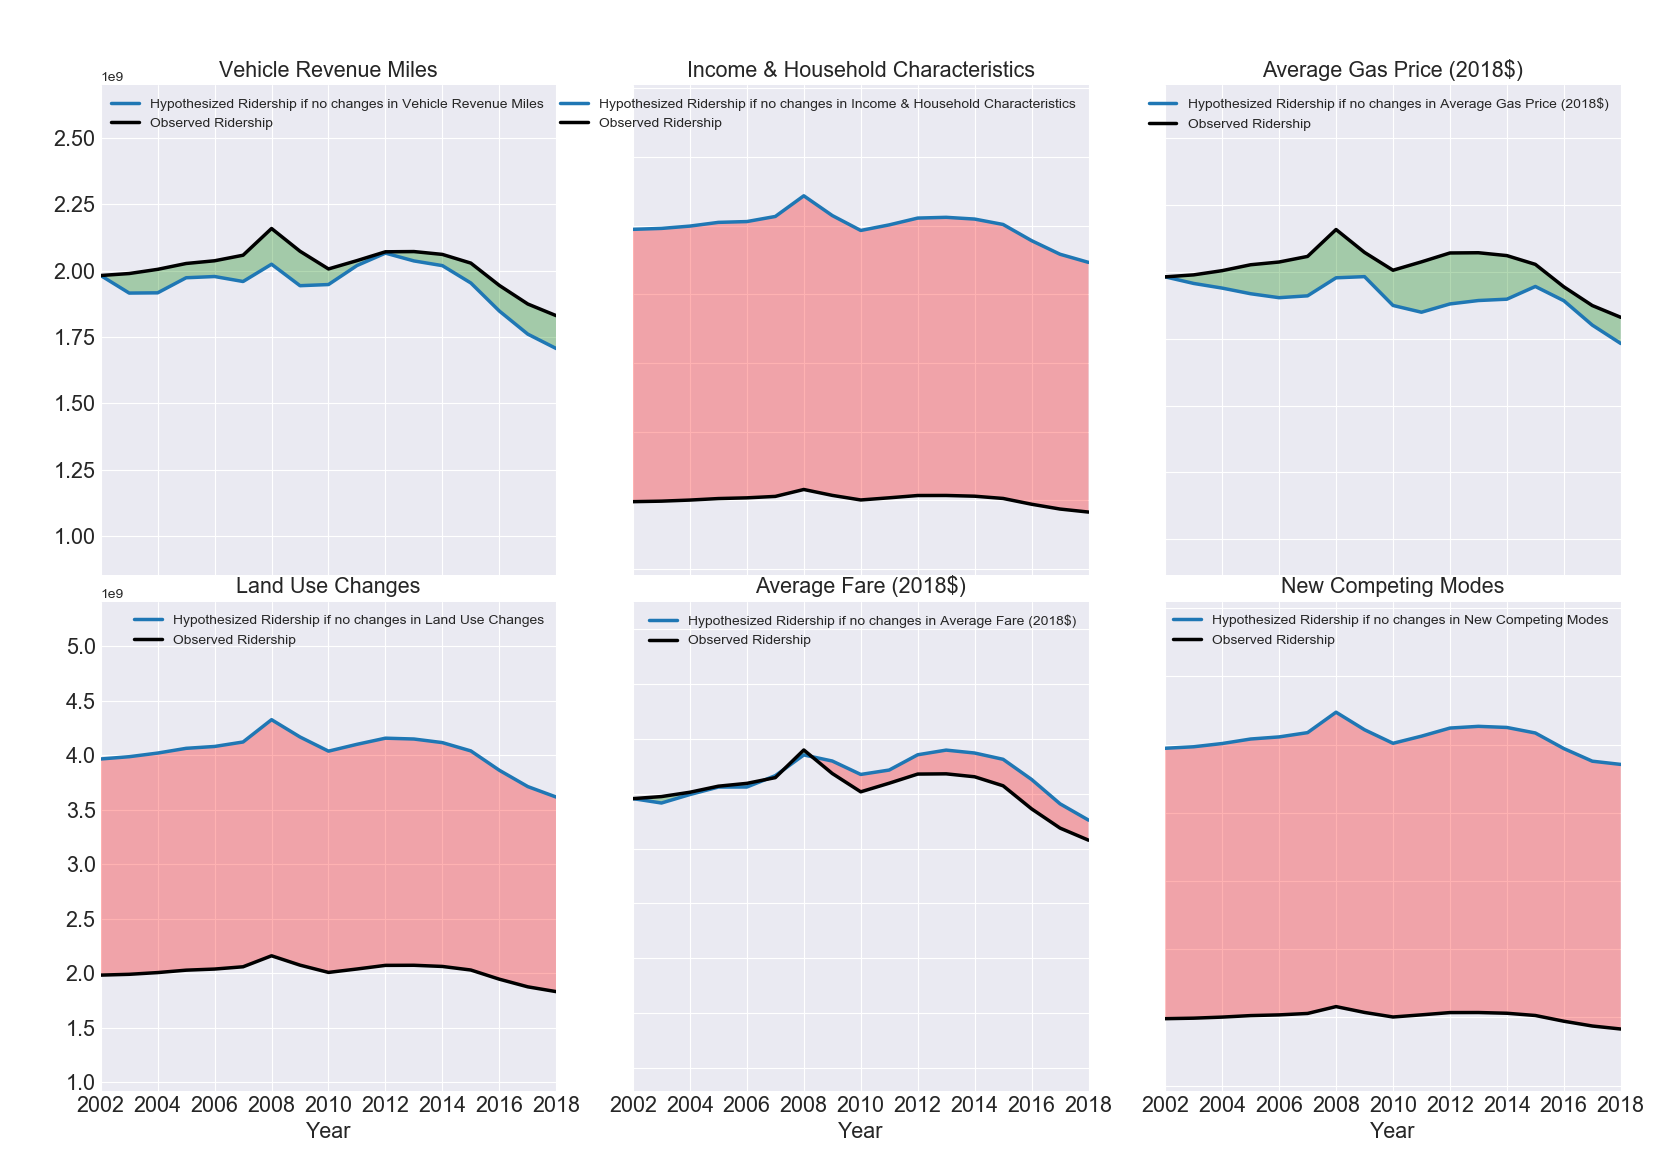 Vehicle Revenue Miles
1e9
Hypothesized Ridership if no changes in Vehicle Revenue Miles
Observed Ridership
2.50
2.25
2.00
1.75
1.50
1.25
1.00
Income & Household Characteristics
Hypothesized Ridership if no changes in Income & Household Characteristics
Observed Ridership
Average Gas Price (2018$)
Hypothesized Ridership if no changes in Average Gas Price (2018$)
Observed Ridership
Land Use Changes
1e9
Hypothesized Ridership if no changes in Land Use Changes
Observed Ridership
5.0
4.5
4.0
3.5
3.0
2.5
2.0
1.5
1.0
2002 2004 2006 2008 2010 2012 2014 2016 2018
Year
Average Fare (2018$)
Hypothesized Ridership if no changes in Average Fare (2018$)
Observed Ridership
2002 2004 2006 2008 2010 2012 2014 2016 2018
Year
New Competing Modes
Hypothesized Ridership if no changes in New Competing Modes
Observed Ridership
2002 2004 2006 2008 2010 2012 2014 2016 2018
Year